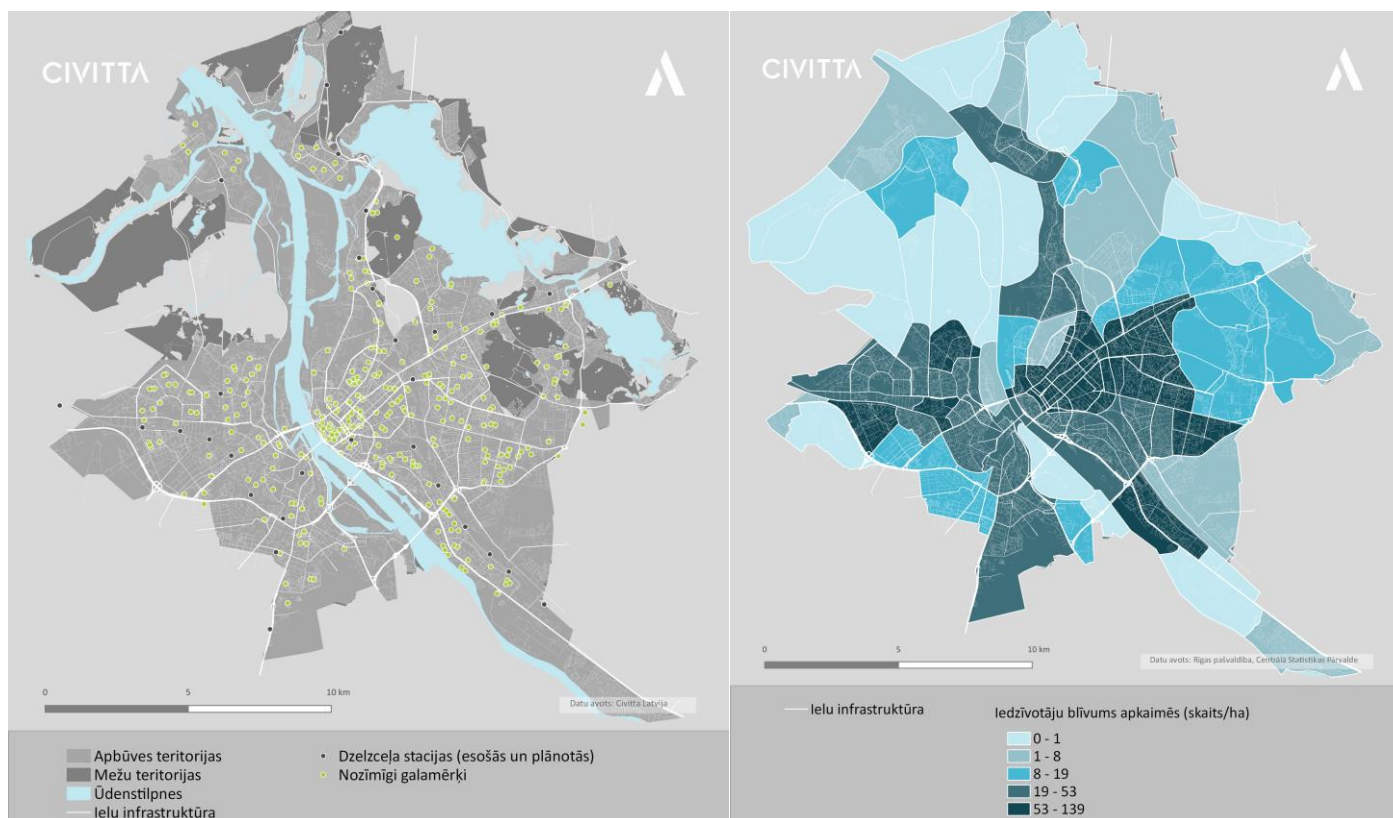 CIVITTA
0 5 10 km
Datu avots: Civitta Latvija
Apbūves teritorijas
Mežu teritorijas
Ūdenstilpnes
Ielu infrastruktūra
Dzelzceļa stacijas (esošās un plānotās)
Nozīmīgi galamērķi
CIVITTA
0 5 10 km
Datu avots: Rīgas pašvaldība, Centrālā Statistikas Pārvalde
Ielu infrastruktūra
Iedzīvotāju blīvums apkaimēs (skaits/ha)
0 - 1
1 - 8
8 - 19
19 - 53
53 - 139